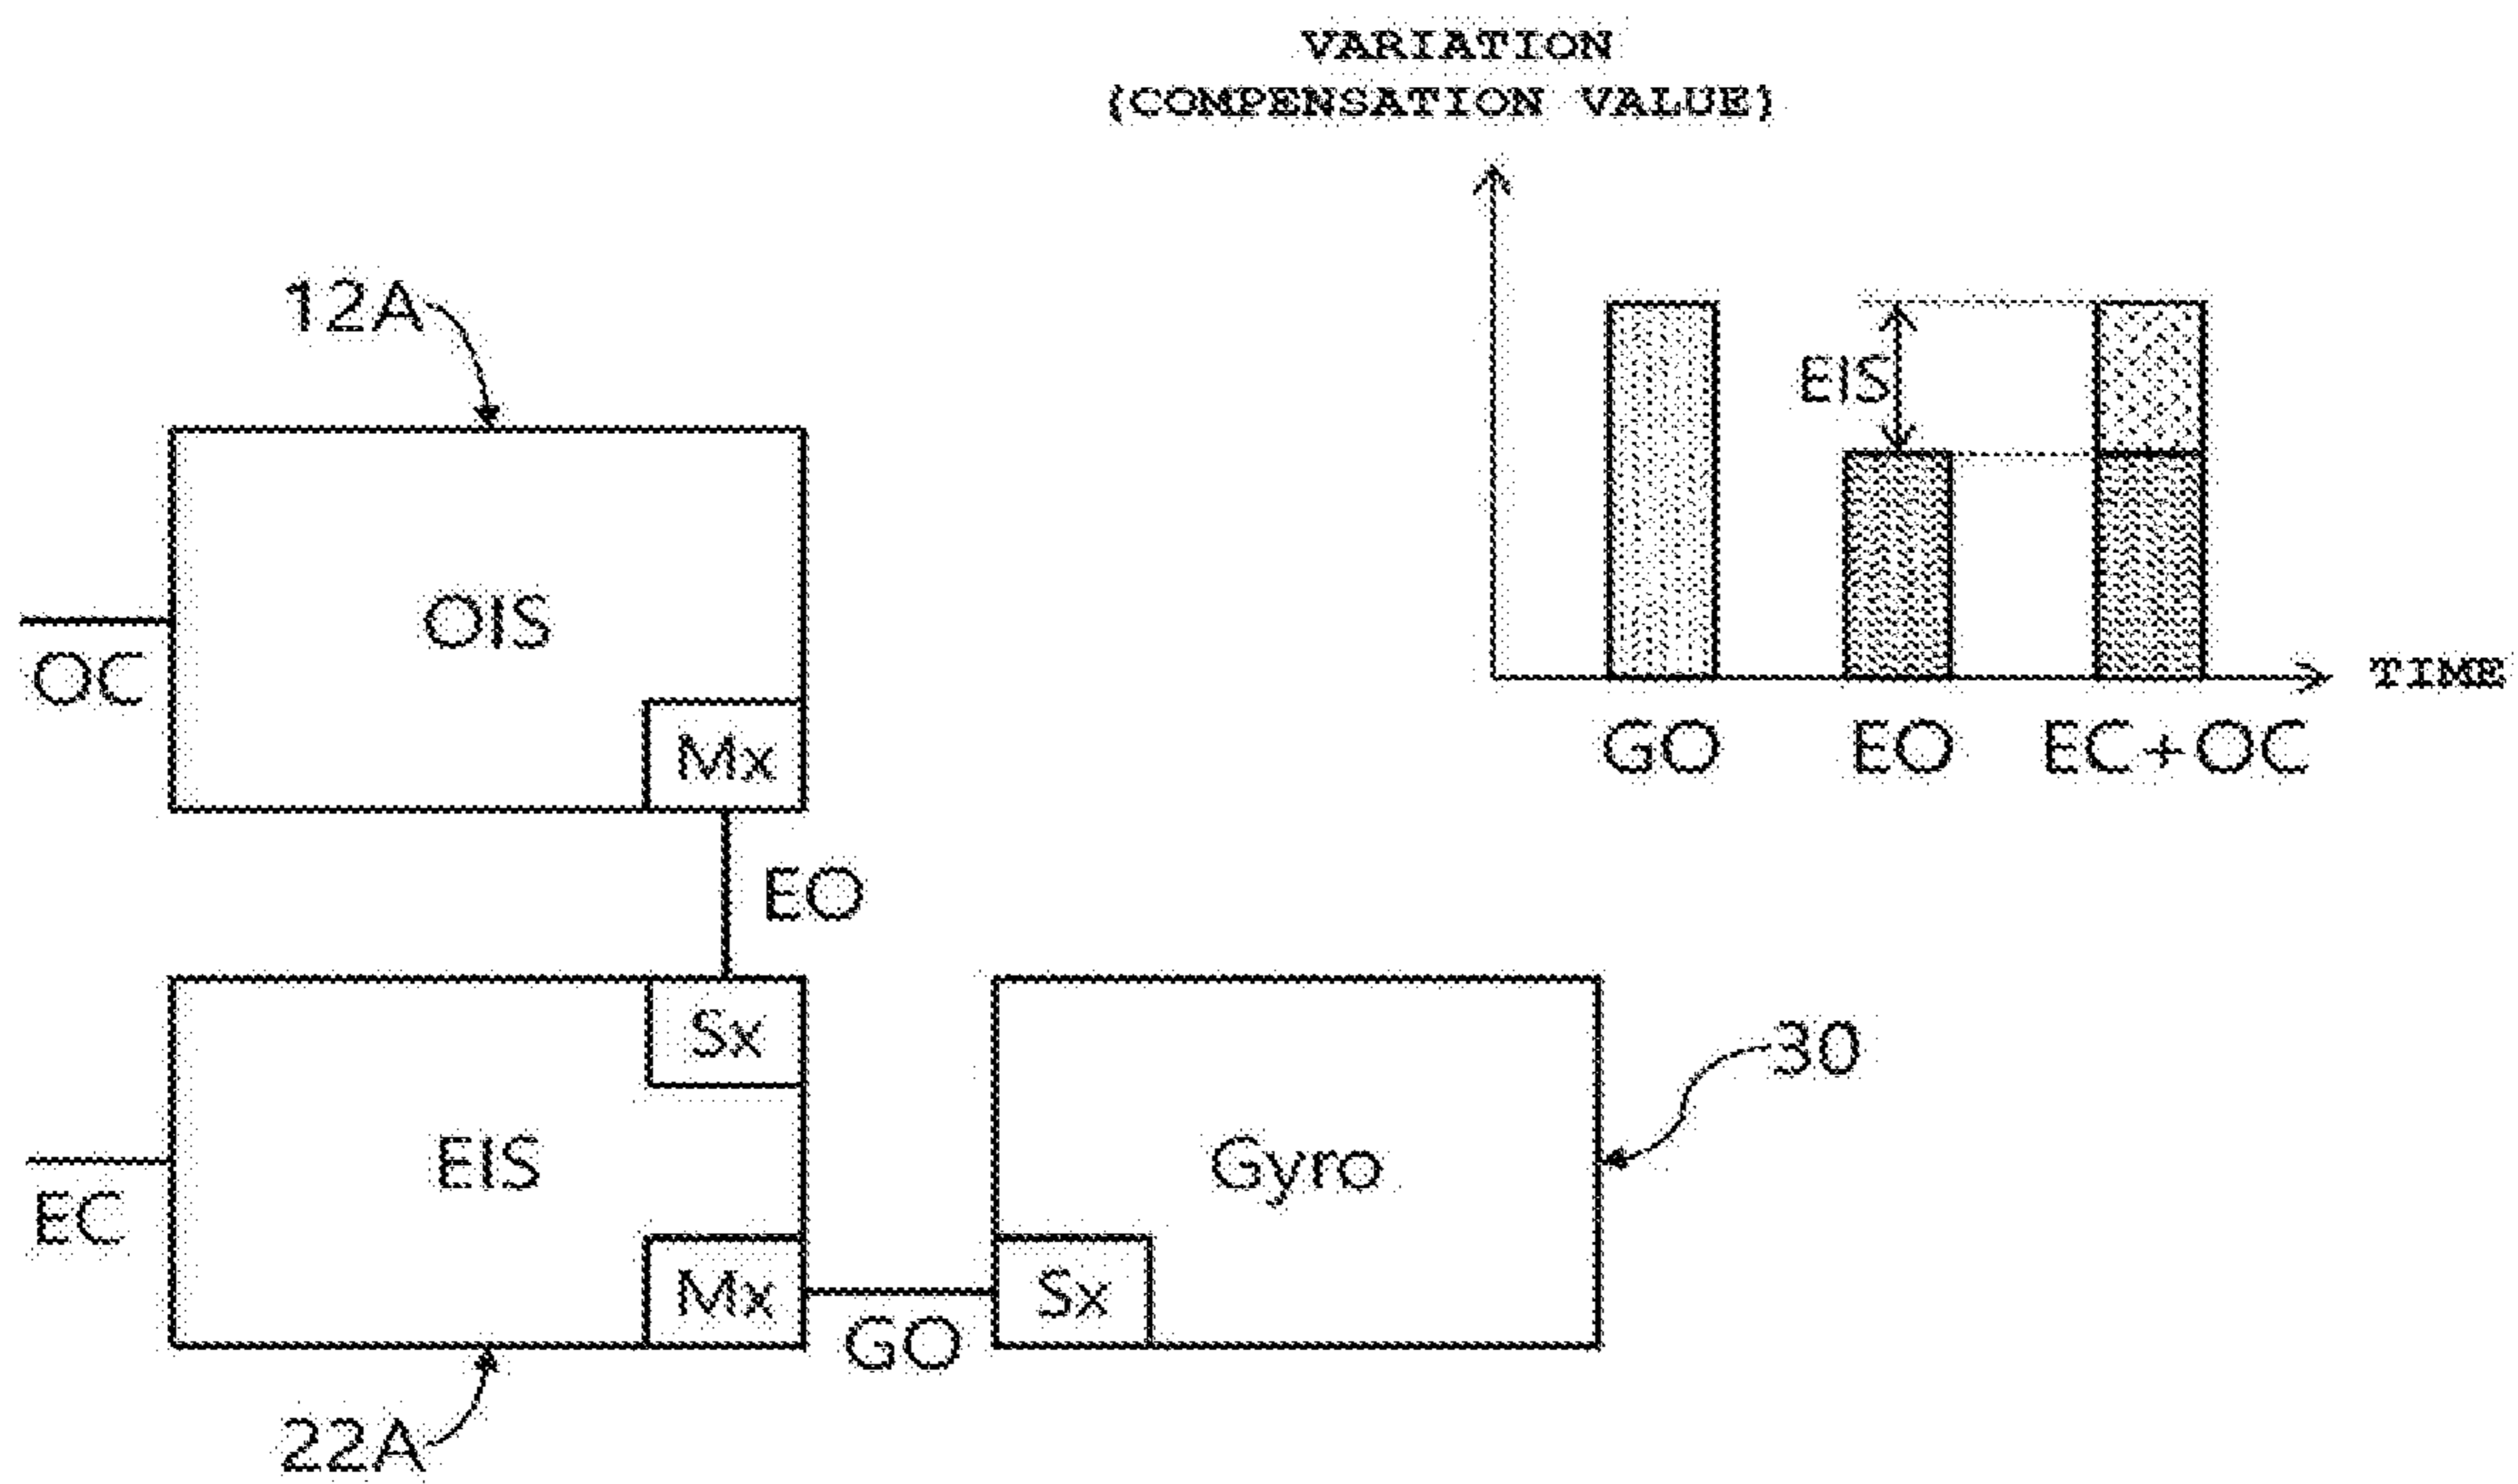 VARIATION
(COMPENSATION VALUE)
12A
EIS
OIS
OC
TIME
Mx
GO EO EC+OC
EO
Sx
30
EIS
Gyro
EC
Mx
Sx
GO
22A